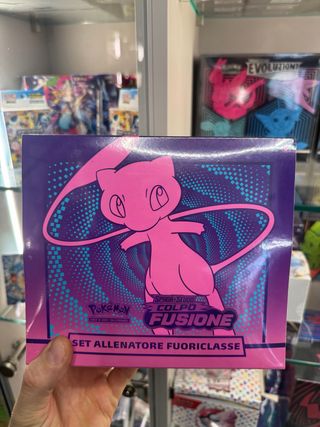 EVOLUZIONI
POKÉMON
SPADA e SCUDO
COLPO
FUSIONE
SET ALLENATORE FUORICLASSE